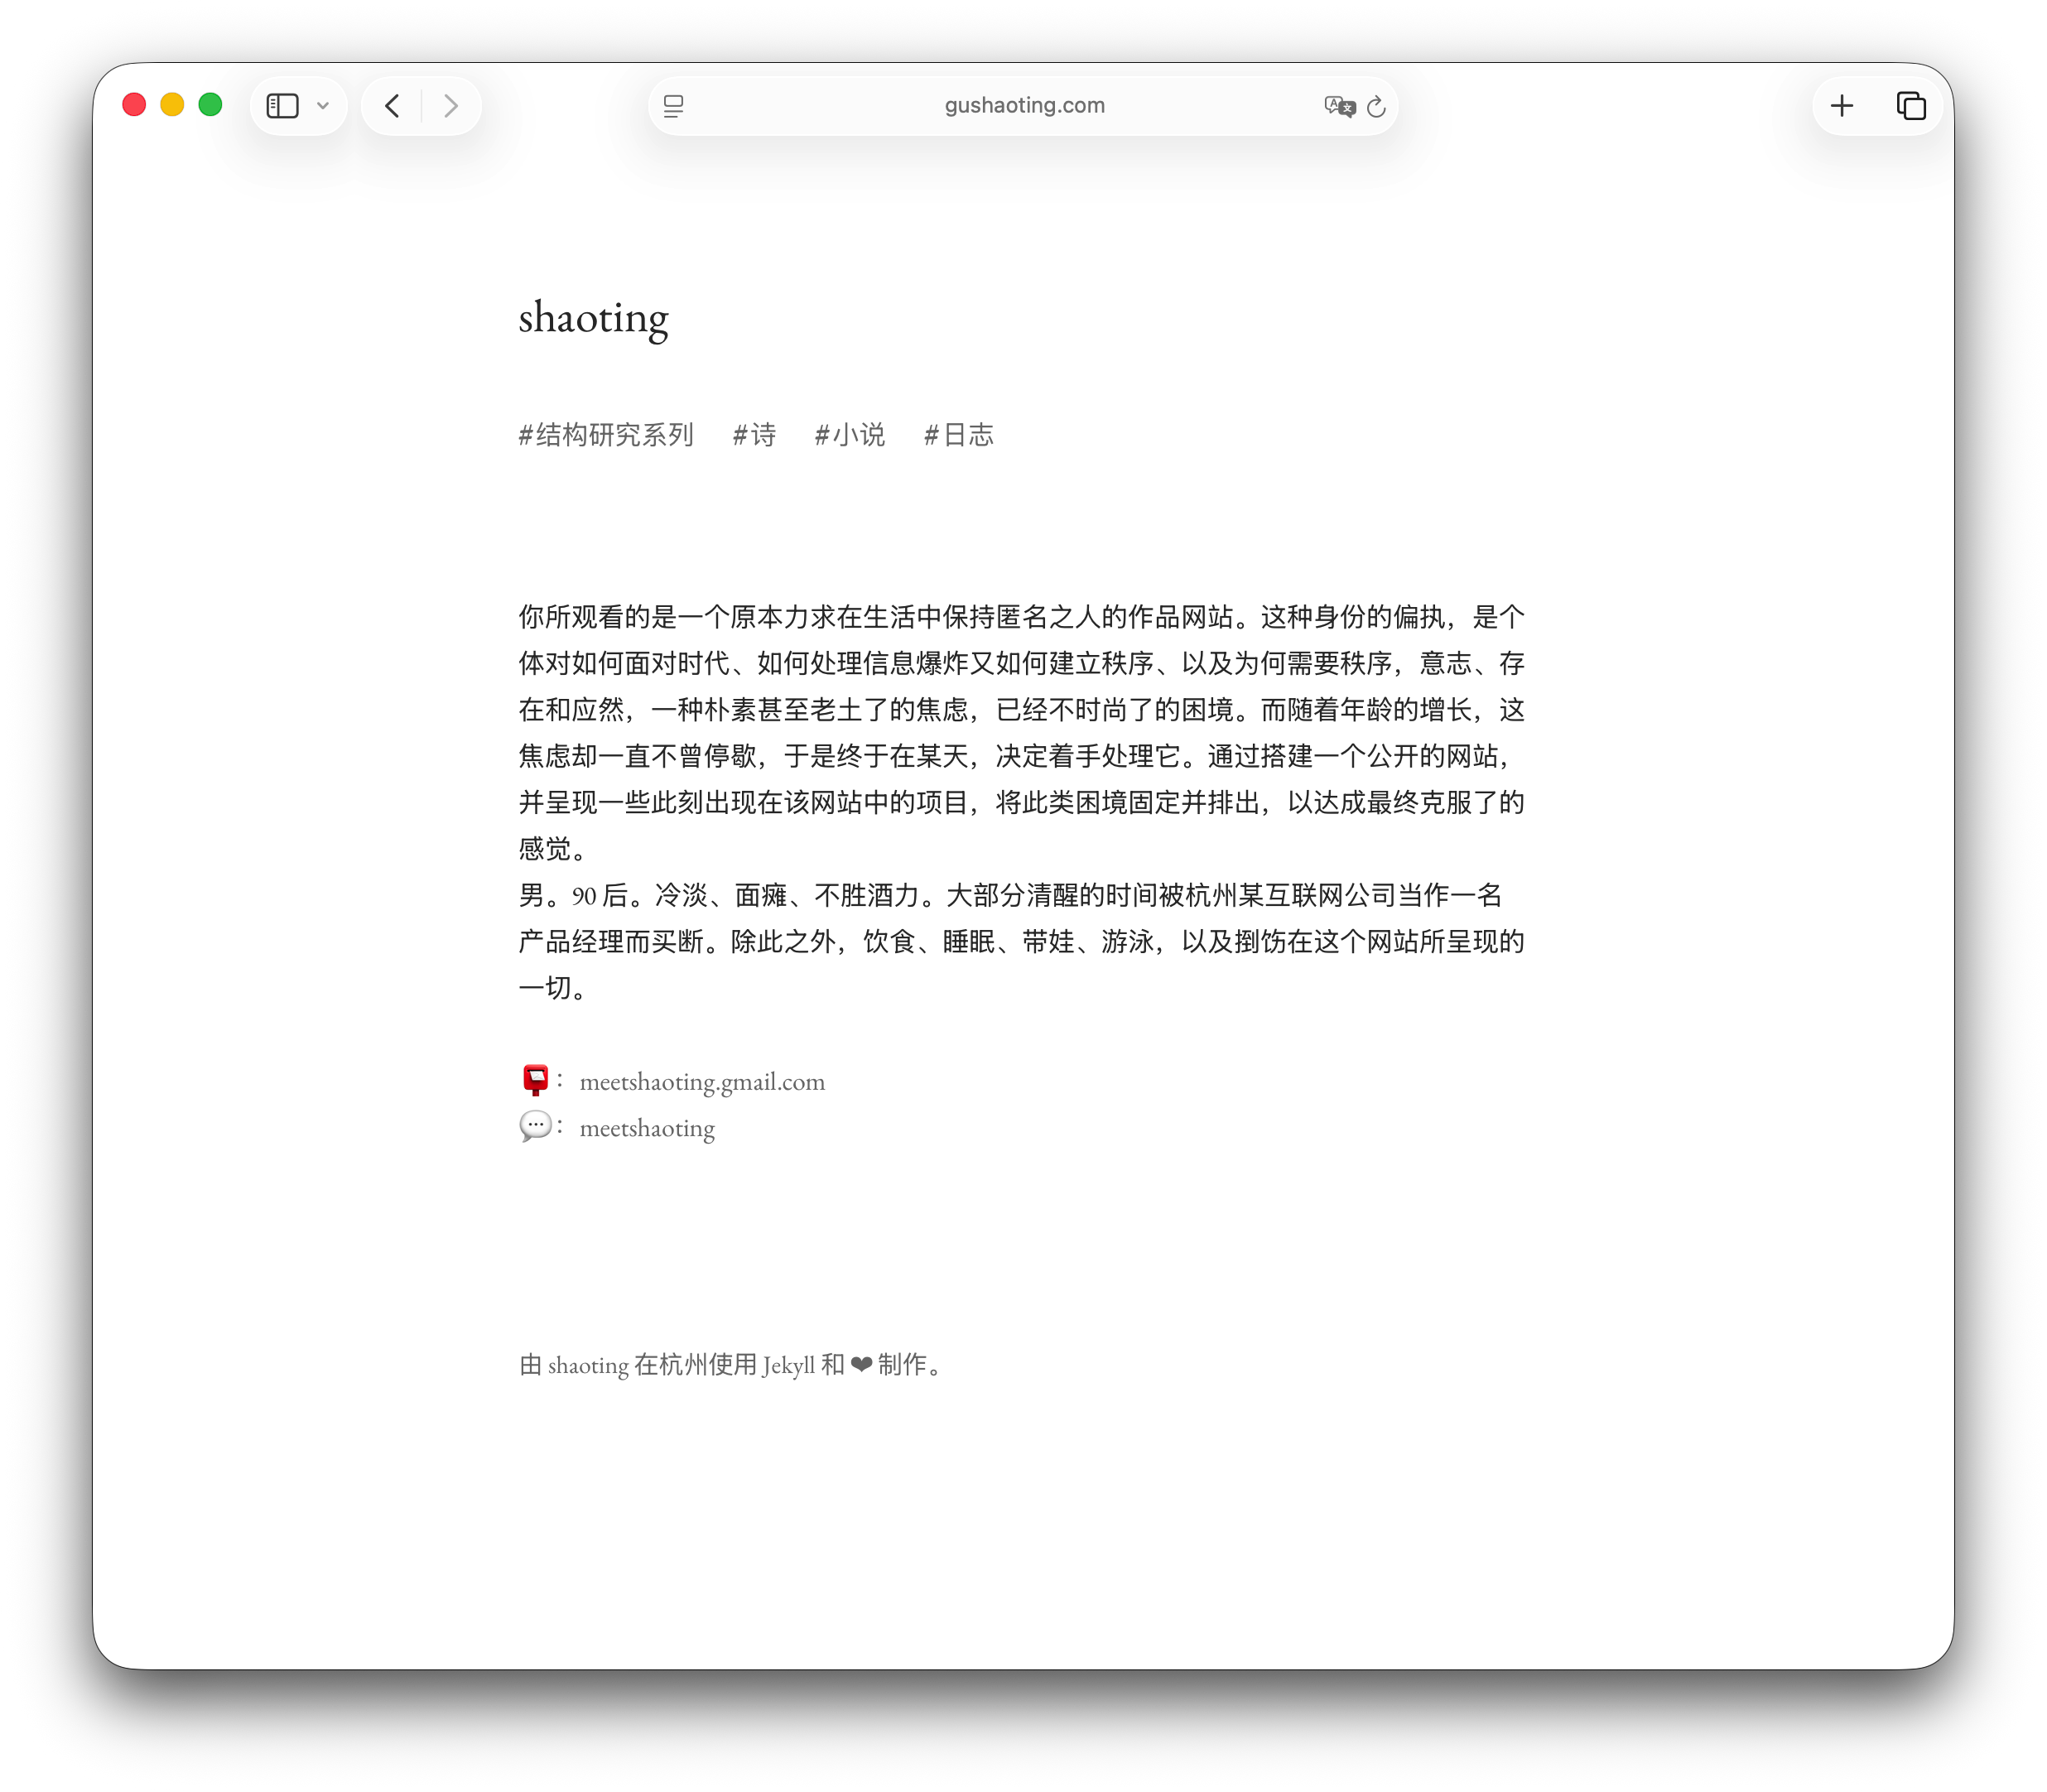 gushaoting.com
shaoting
#结构研究系列 #诗 #小说 #日志
你所观看的是一个原本力求在生活中保持匿名之人的作品网站。这种身份的偏执，是个
体对如何面对时代、如何处理信息爆炸又如何建立秩序、以及为何需要秩序，意志、存
在和应然，一种朴素甚至老土了的焦虑，已经不时尚了的困境。而随着年龄的增长，这
焦虑却一直不曾停歇，于是终于在某天，决定着手处理它。通过搭建一个公开的网站，
并呈现一些此刻出现在该网站中的项目，将此类困境固定并排出，以达成最终克服了的
感觉。
男。90 后。冷淡、面瘫、不胜酒力。大部分清醒的时间被杭州某互联网公司当作一名
产品经理而买断。除此之外，饮食、睡眠、带娃、游泳，以及捯饬在这个网站所呈现的
一切。
📮： meetshaoting.gmail.com
💬： meetshaoting
由 shaoting 在杭州使用 Jekyll 和 ❤ 制作。